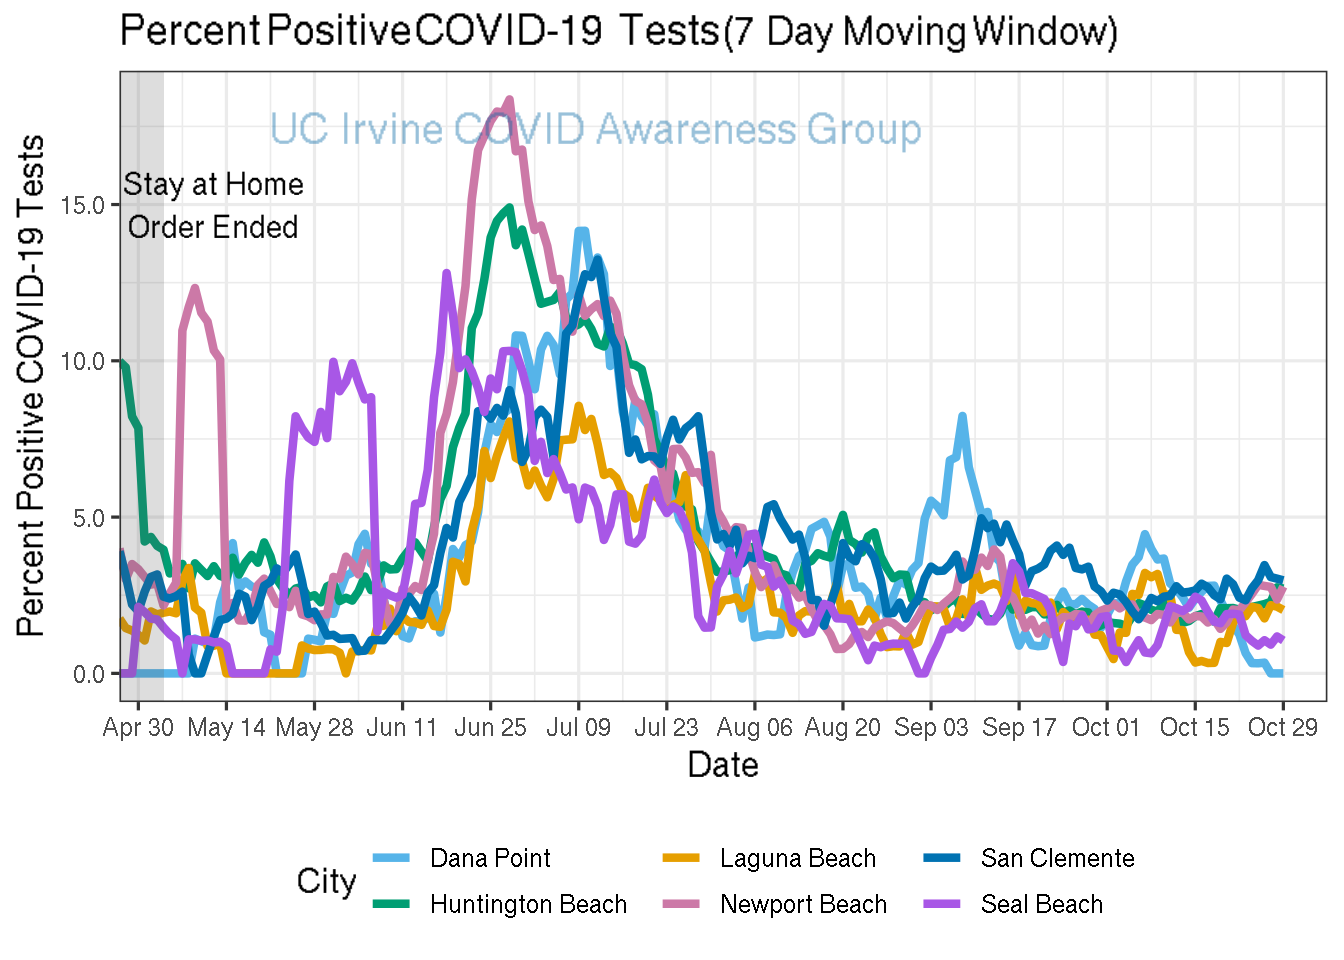 Percent Positive COVID-19 Tests (7 Day Moving Window)
UC Irvine COVID Awareness Group
Stay at Home
Order Ended
Percent Positive COVID-19 Tests
15.0
10.0
5.0
0.0
Apr 30 May 14 May 28 Jun 11 Jun 25 Jul 09 Jul 23 Aug 06 Aug 20 Sep 03 Sep 17 Oct 01 Oct 15 Oct 29
Date
City
Dana Point Laguna Beach San Clemente
Huntington Beach Newport Beach Seal Beach